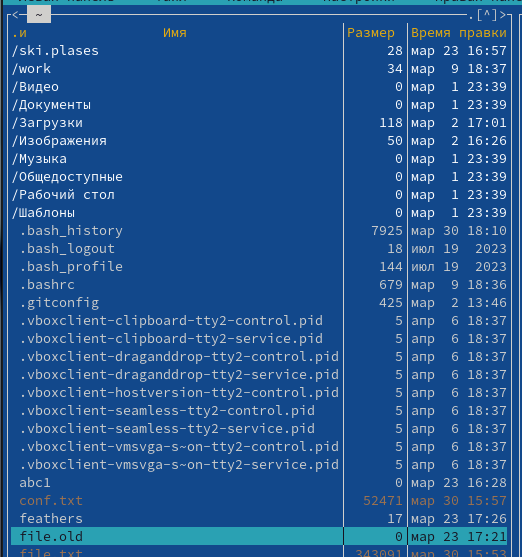 ~ .[^]>
.и Имя Размер Время правки
/ski.plases 28 мар 23 16:57
/work 34 мар 9 18:37
/Видео 0 мар 1 23:39
/Документы 0 мар 1 23:39
/Загрузки 118 мар 2 17:01
/Изображения 50 мар 2 16:26
/Музыка 0 мар 1 23:39
/Общедоступные 0 мар 1 23:39
/Рабочий стол 0 мар 1 23:39
/Шаблоны 0 мар 1 23:39
.bash_history 7925 мар 30 18:10
.bash_logout 18 июл 19 2023
.bash_profile 144 июл 19 2023
.bashrc 679 мар 9 18:36
.gitconfig 425 мар 2 13:46
.vboxclient-clipboard-tty2-control.pid 5 апр 6 18:37
.vboxclient-clipboard-tty2-service.pid 5 апр 6 18:37
.vboxclient-draganddrop-tty2-control.pid 5 апр 6 18:37
.vboxclient-draganddrop-tty2-service.pid 5 апр 6 18:37
.vboxclient-hostversion-tty2-control.pid 5 апр 6 18:37
.vboxclient-seamless-tty2-control.pid 5 апр 6 18:37
.vboxclient-seamless-tty2-service.pid 5 апр 6 18:37
.vboxclient-vmsvga-s~on-tty2-control.pid 5 апр 6 18:37
.vboxclient-vmsvga-s~on-tty2-service.pid 5 апр 6 18:37
abc1 0 мар 23 16:28
conf.txt 52471 мар 30 15:57
feathers 17 мар 23 17:26
file.old 0 мар 23 17:21
file.txt 343091 мар 30 15:53